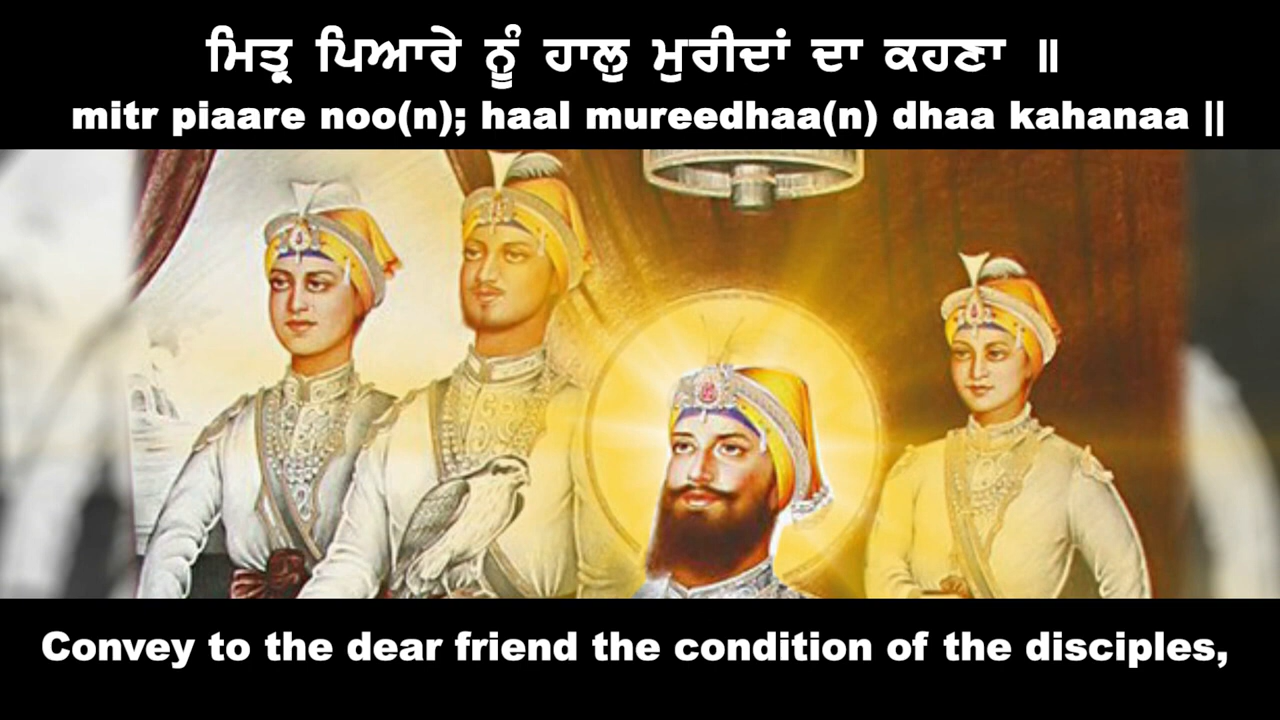 ਮਿਤ੍ਰ ਪਿਆਰੇ ਨੂੰ ਹਾਲੁ ਮੁਰੀਦਾਂ ਦਾ ਕਹਣਾ ॥
mitr piaare noo(n); haal mureedhaa(n) dhaa kahanaa ||
Convey to the dear friend the condition of the disciples,